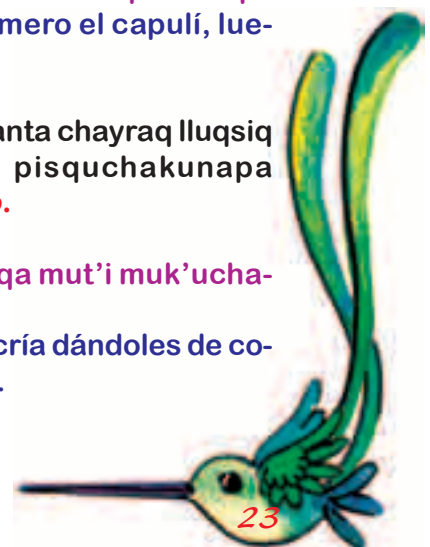 mero el capulí, lue-
anta chayraq lluqsiq
pisquchakunapa
qa mut'i muk'ucha-
cría dándoles de co-
23